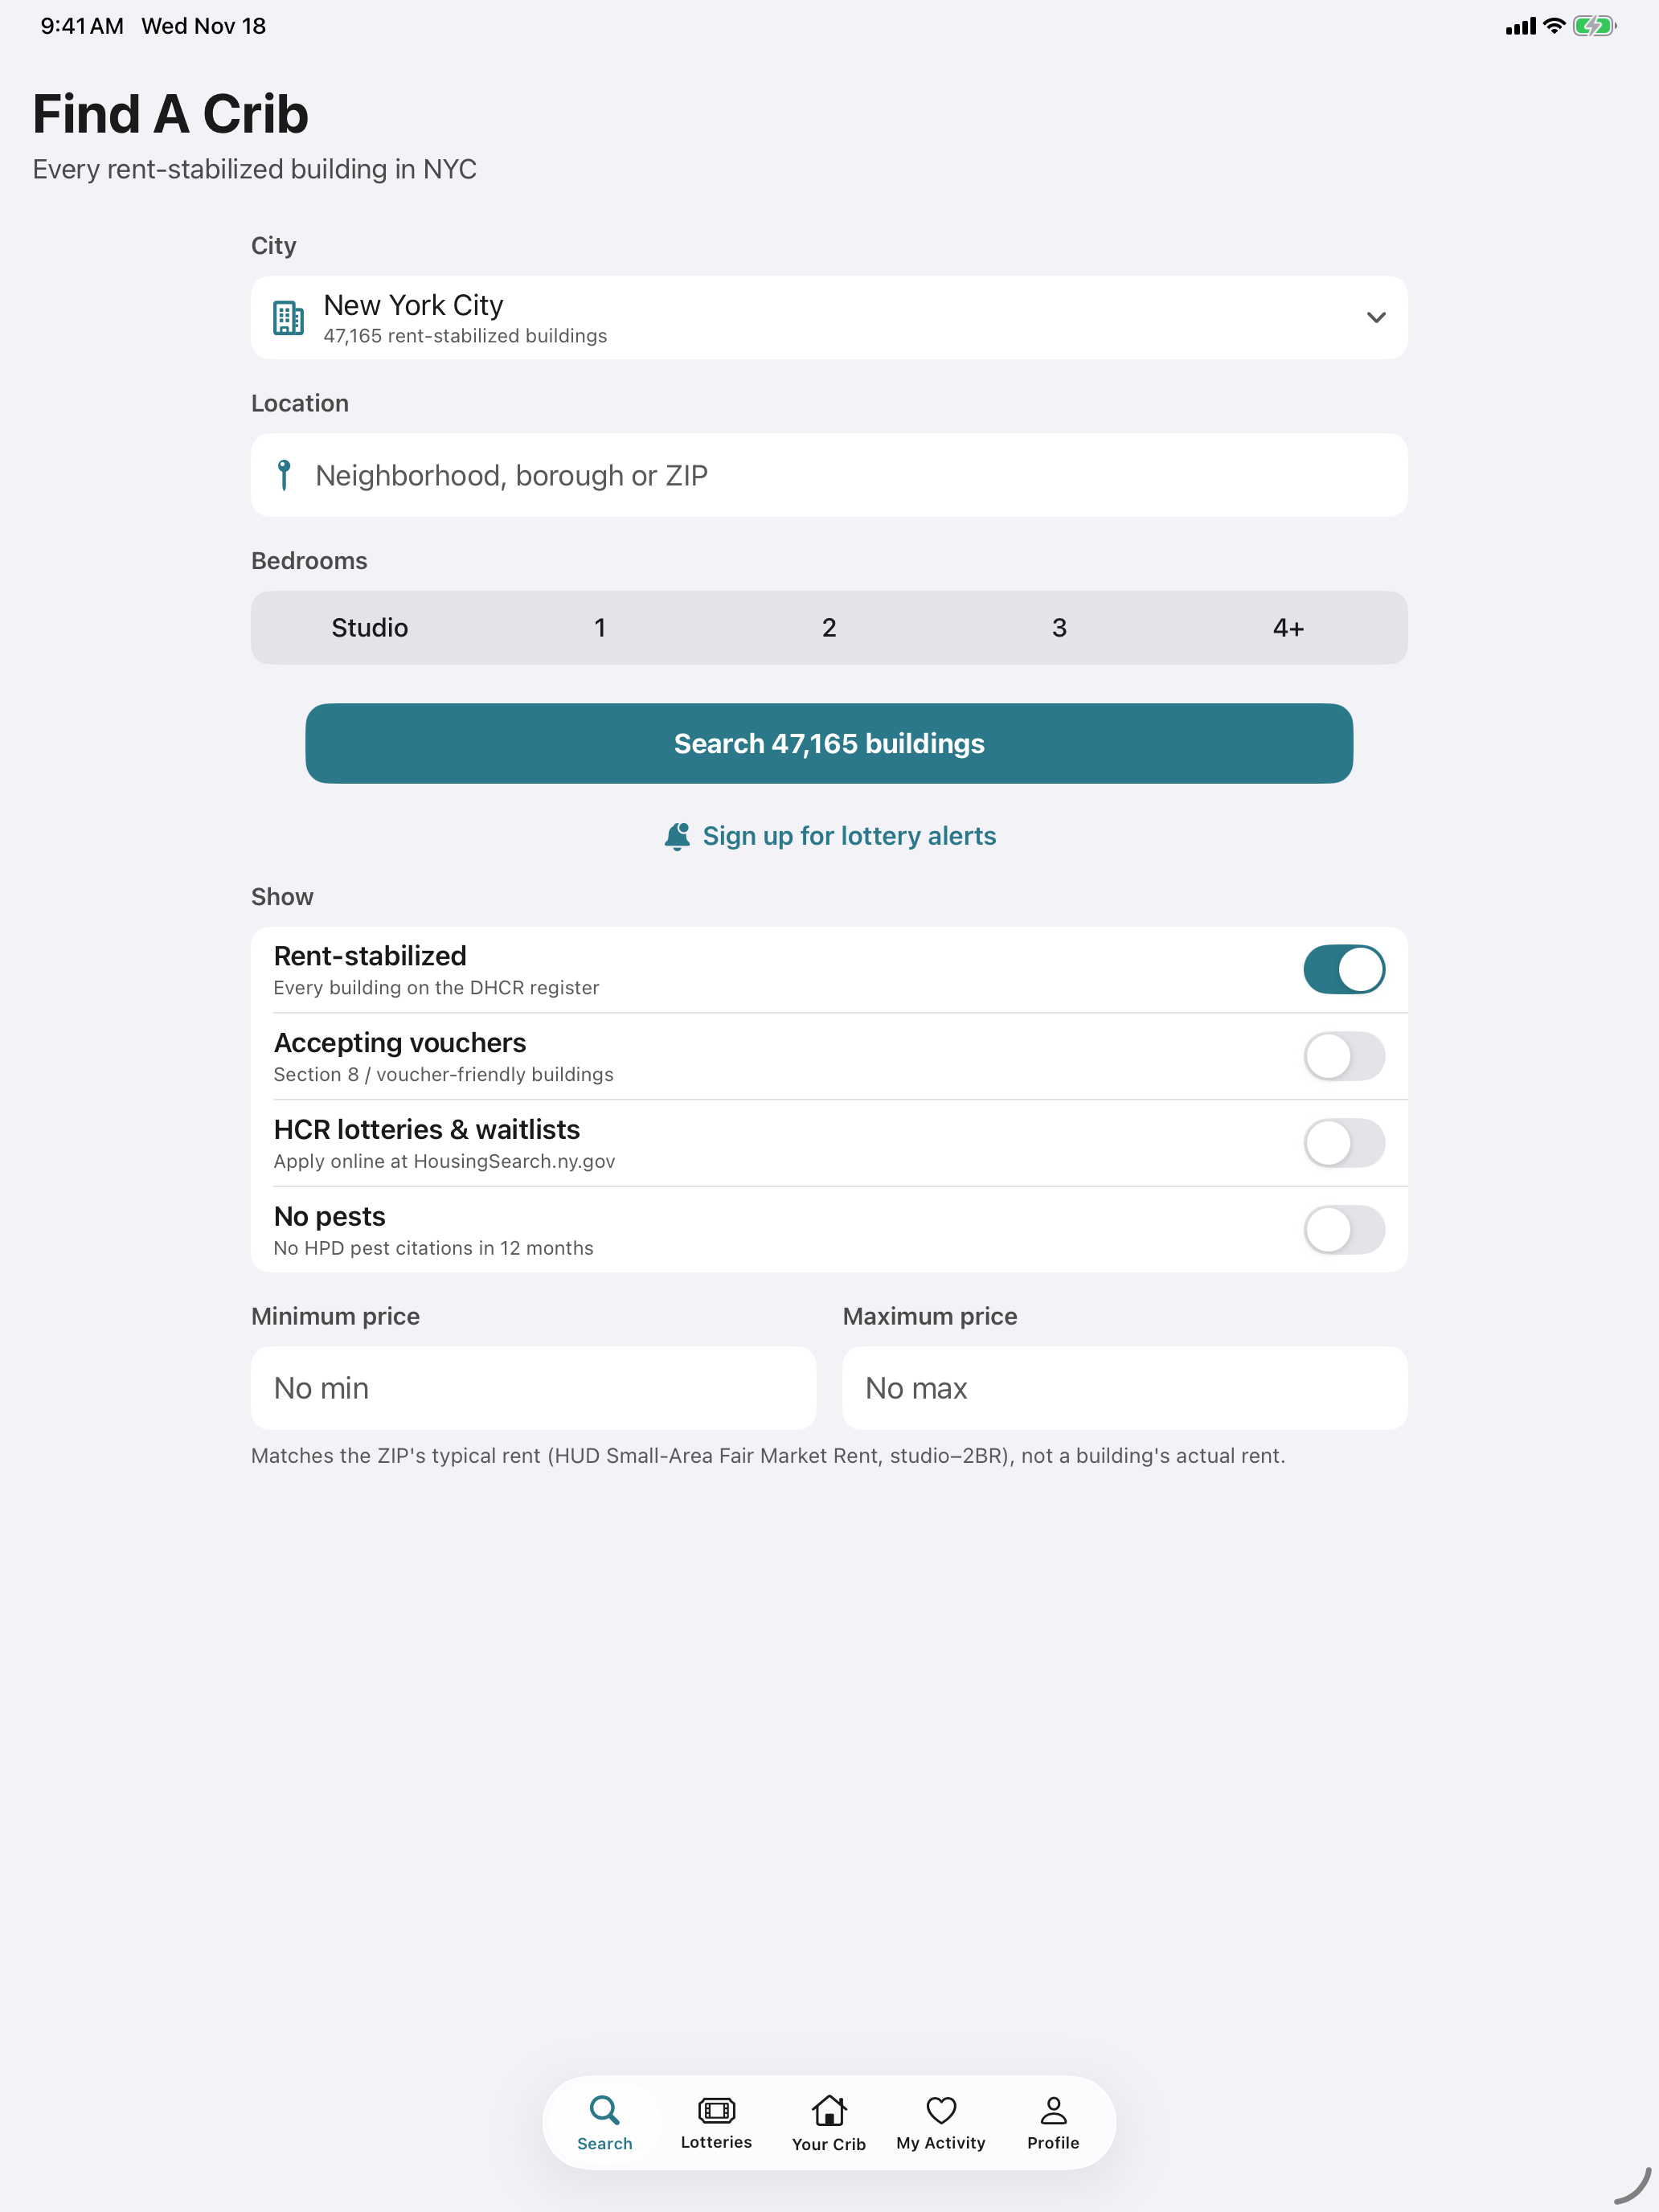 9:41 AM Wed Nov 18
Find A Crib
Every rent-stabilized building in NYC
City
New York City
47,165 rent-stabilized buildings
Location
Neighborhood, borough or ZIP
Bedrooms
Studio 1 2 3 4+
Search 47,165 buildings
Sign up for lottery alerts
Show
Rent-stabilized
Every building on the DHCR register
Accepting vouchers
Section 8 / voucher-friendly buildings
HCR lotteries & waitlists
Apply online at HousingSearch.ny.gov
No pests
No HPD pest citations in 12 months
Minimum price Maximum price
No min No max
Matches the ZIP's typical rent (HUD Small-Area Fair Market Rent, studio–2BR), not a building's actual rent.
Search Lotteries Your Crib My Activity Profile